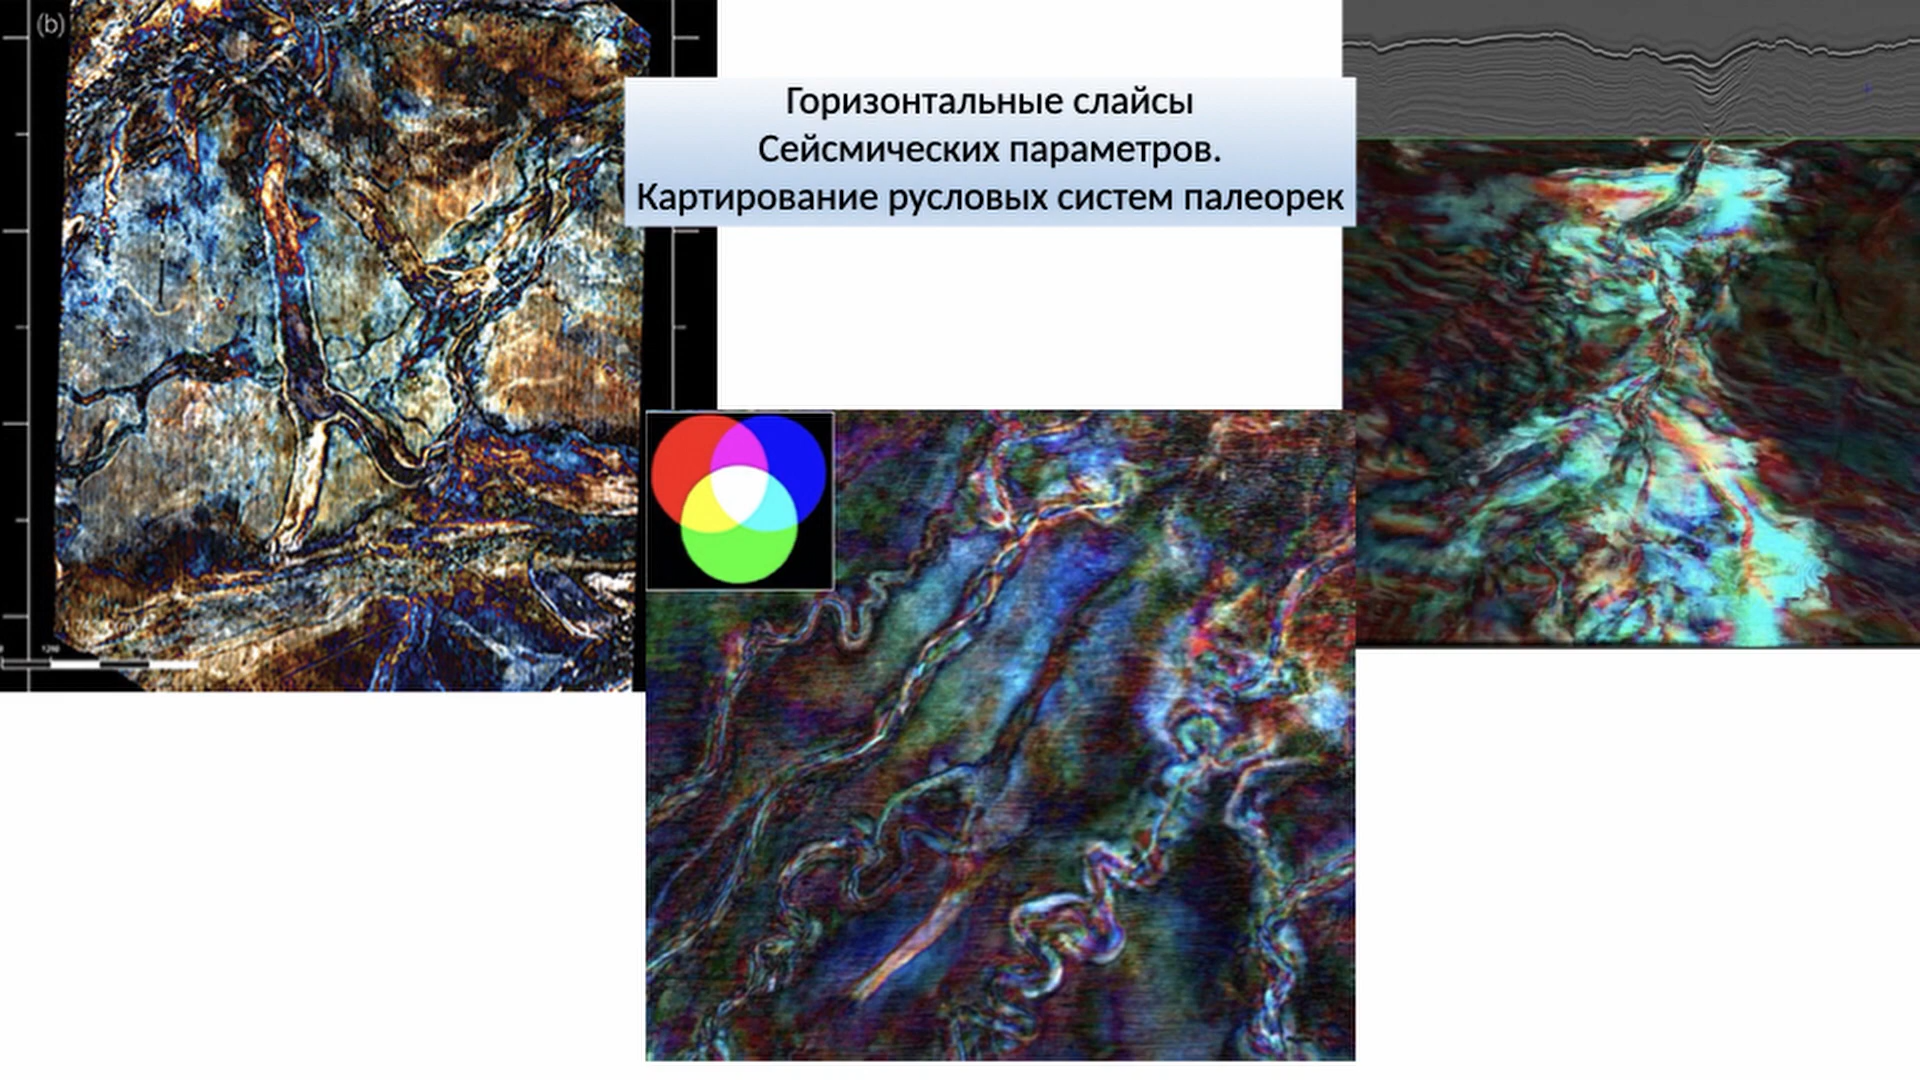 (b)
Горизонтальные слайсы
Сейсмических параметров.
Картирование русловых систем палеорек